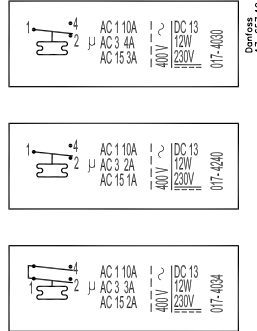 1 4 2
μ
AC 1 10A
AC 3 4A
AC 15 3A
400 V
DC 13
12W
230V
017-4030
Danfoss
1 4 2
μ
AC 1 10A
AC 3 2A
AC 15 1A
400 V
DC 13
12W
230V
017-4240
1 4 2
μ
AC 1 10A
AC 3 3A
AC 15 2A
400 V
DC 13
12W
230V
017-4034